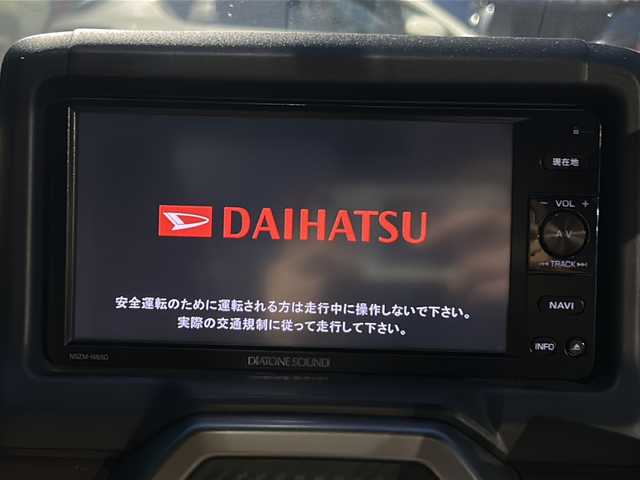 現在地
VOL
A·V
TRACK
DAIHATSU
NAVI
安全運転のために運転される方は走行中に操作しないで下さい。
実際の交通規制に従って走行して下さい。
INFO
DIATONE SOUND